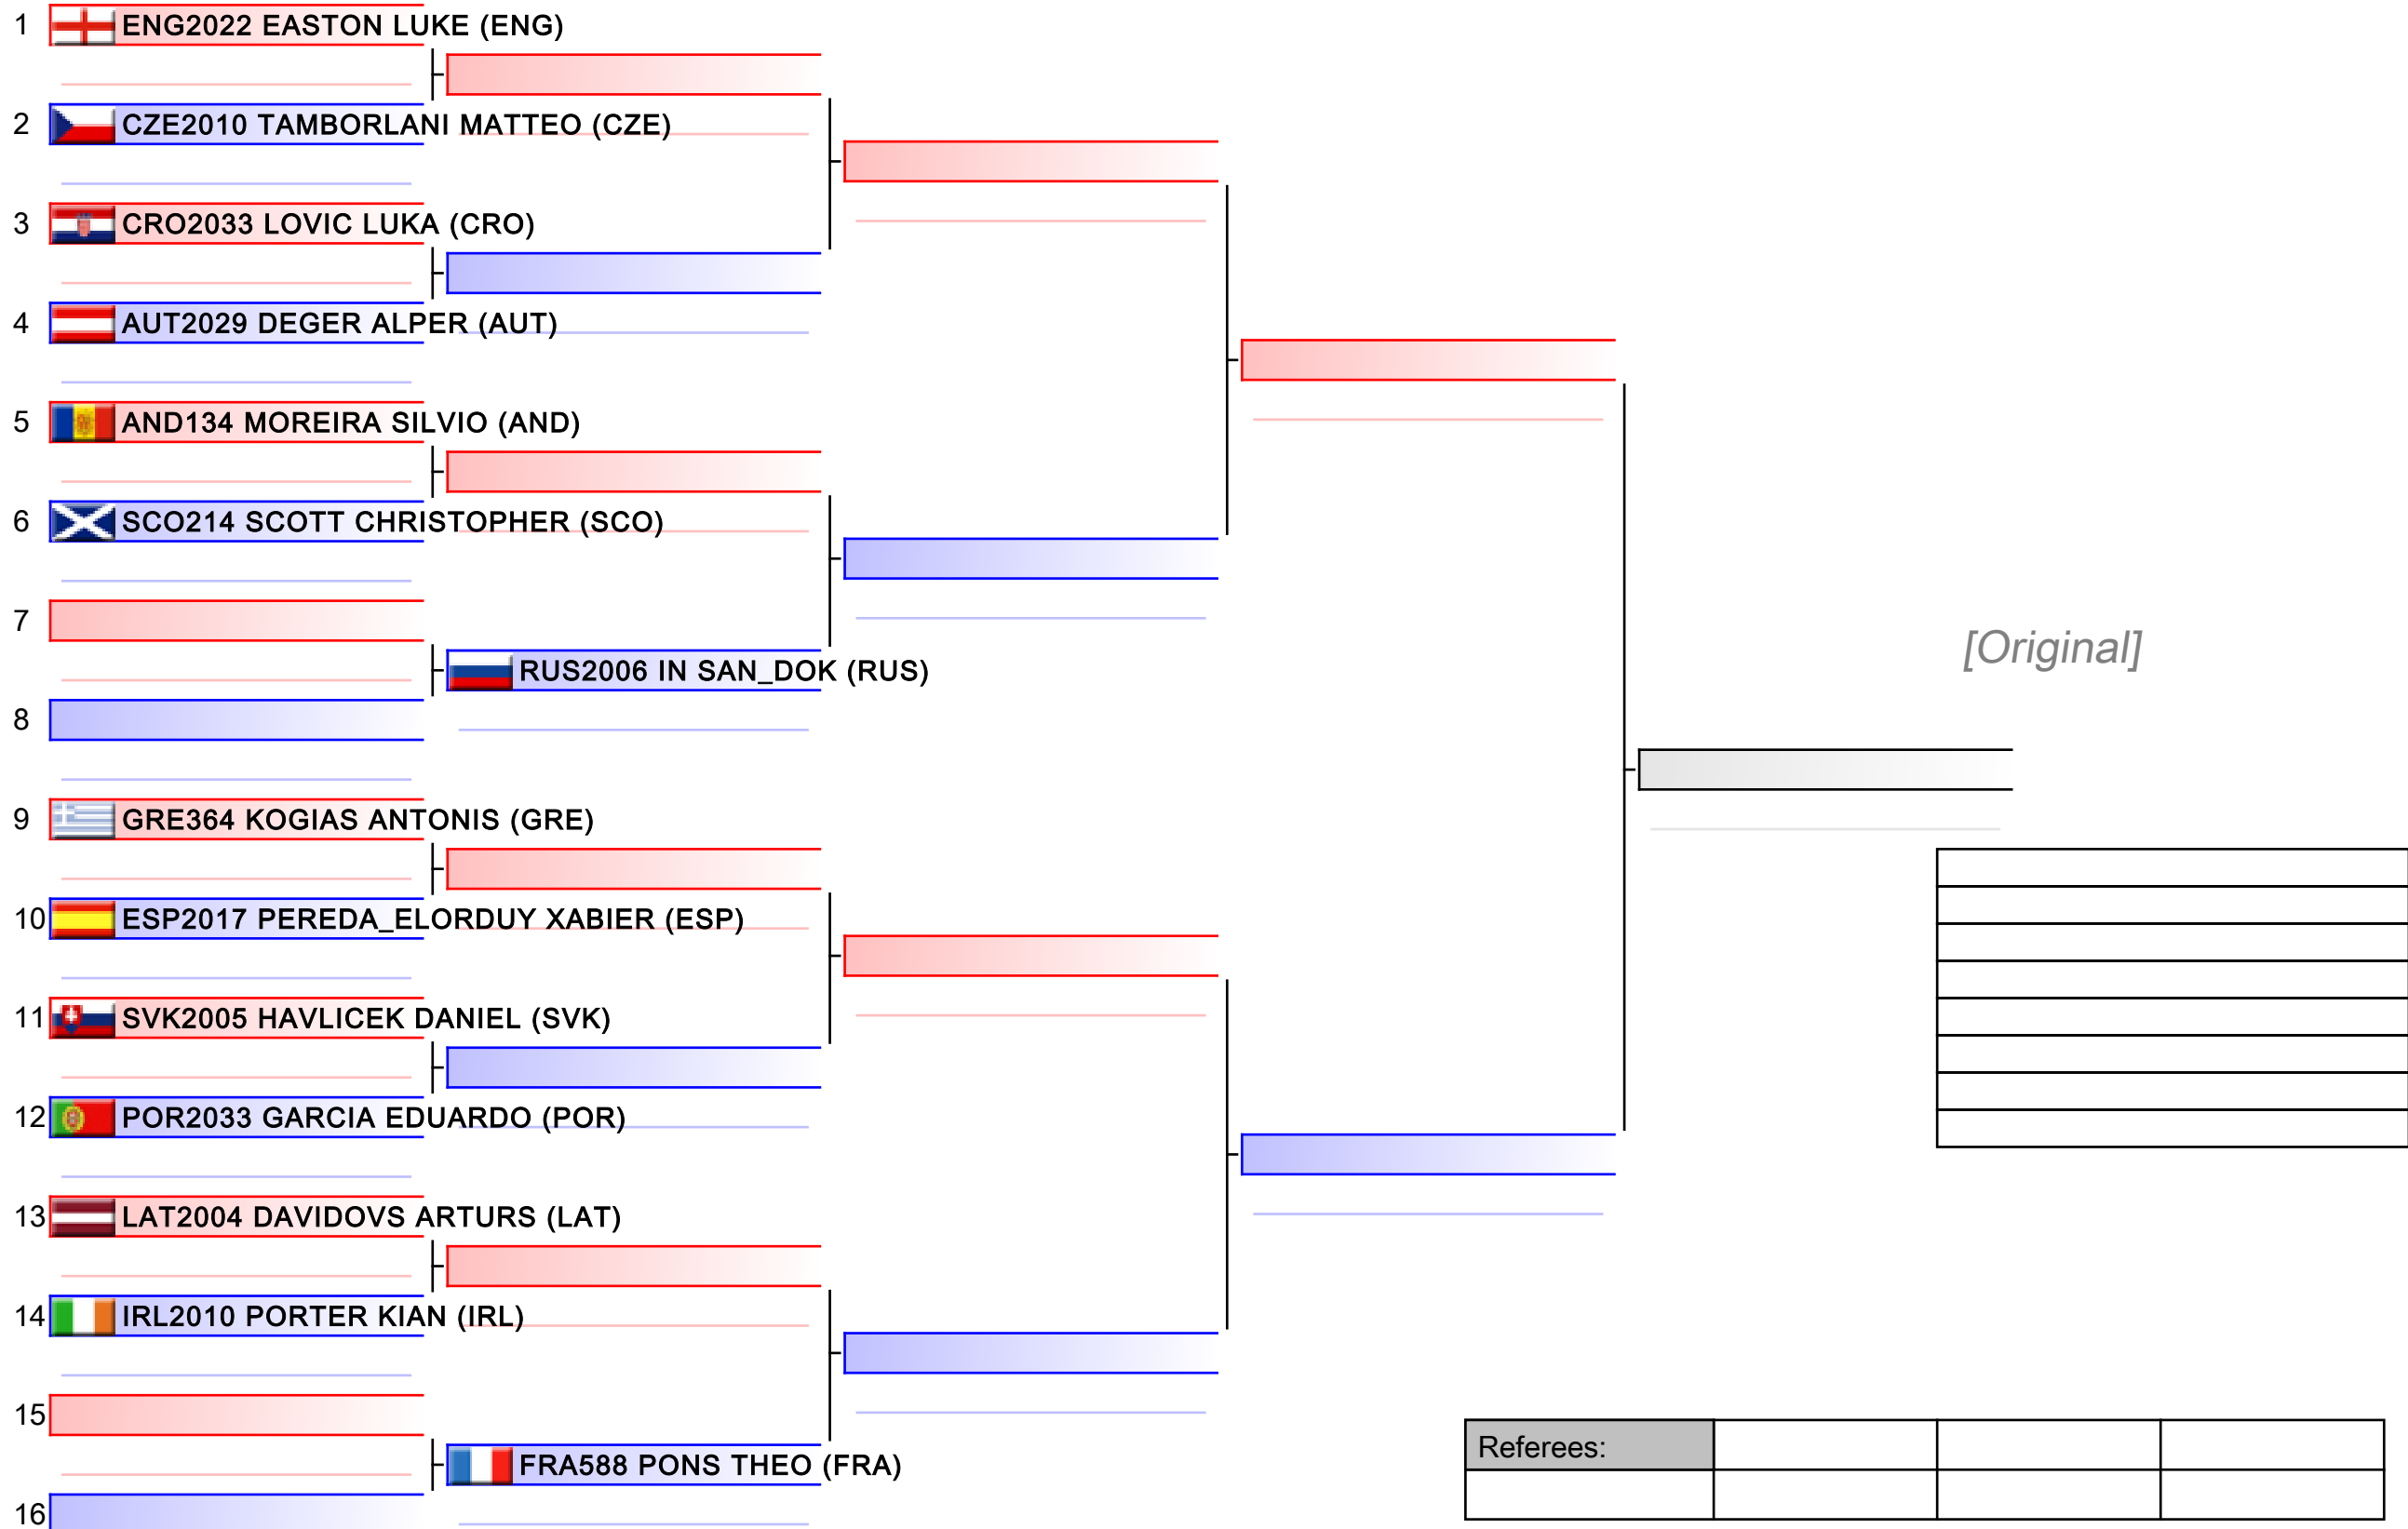 1 ENG2022 EASTON LUKE (ENG)
2 CZE2010 TAMBORLANI MATTEO (CZE)
3 CRO2033 LOVIC LUKA (CRO)
4 AUT2029 DEGER ALPER (AUT)
5 AND134 MOREIRA SILVIO (AND)
6 SCO214 SCOTT CHRISTOPHER (SCO)
7
[Original]
RUS2006 IN SAN_DOK (RUS)
8
9 GRE364 KOGIAS ANTONIS (GRE)
10 ESP2017 PEREDA_ELORDUY XABIER (ESP)
11 SVK2005 HAVLICEK DANIEL (SVK)
12 POR2033 GARCIA EDUARDO (POR)
13 LAT2004 DAVIDOVS ARTURS (LAT)
14 IRL2010 PORTER KIAN (IRL)
15
Referees:
FRA588 PONS THEO (FRA)
16